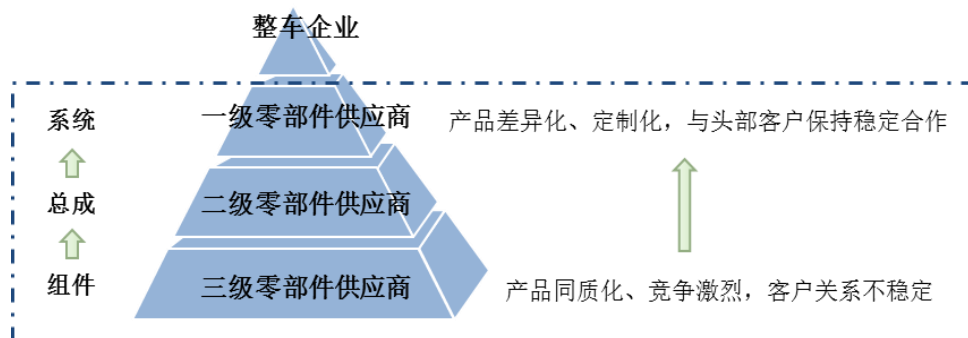 整车企业
系统
一级零部件供应商
产品差异化、定制化，与头部客户保持稳定合作
总成
二级零部件供应商
组件
三级零部件供应商
产品同质化、竞争激烈，客户关系不稳定